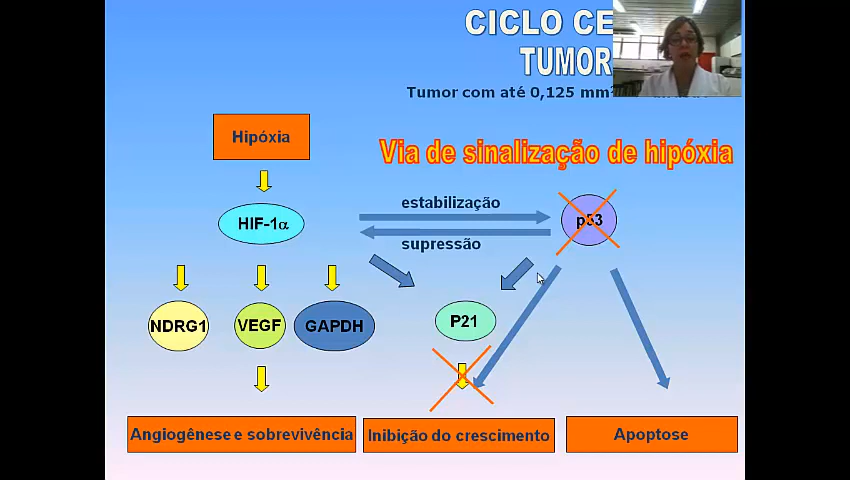 CICLO CE
TUMOR
Tumor com até 0,125 mm
Hipóxia
Via de sinalização de hipóxia
estabilização
HIF-1α
p53
supressão
NDRG1 VEGF GAPDH P21
Angiogênese e sobrevivência Inibição do crescimento Apoptose